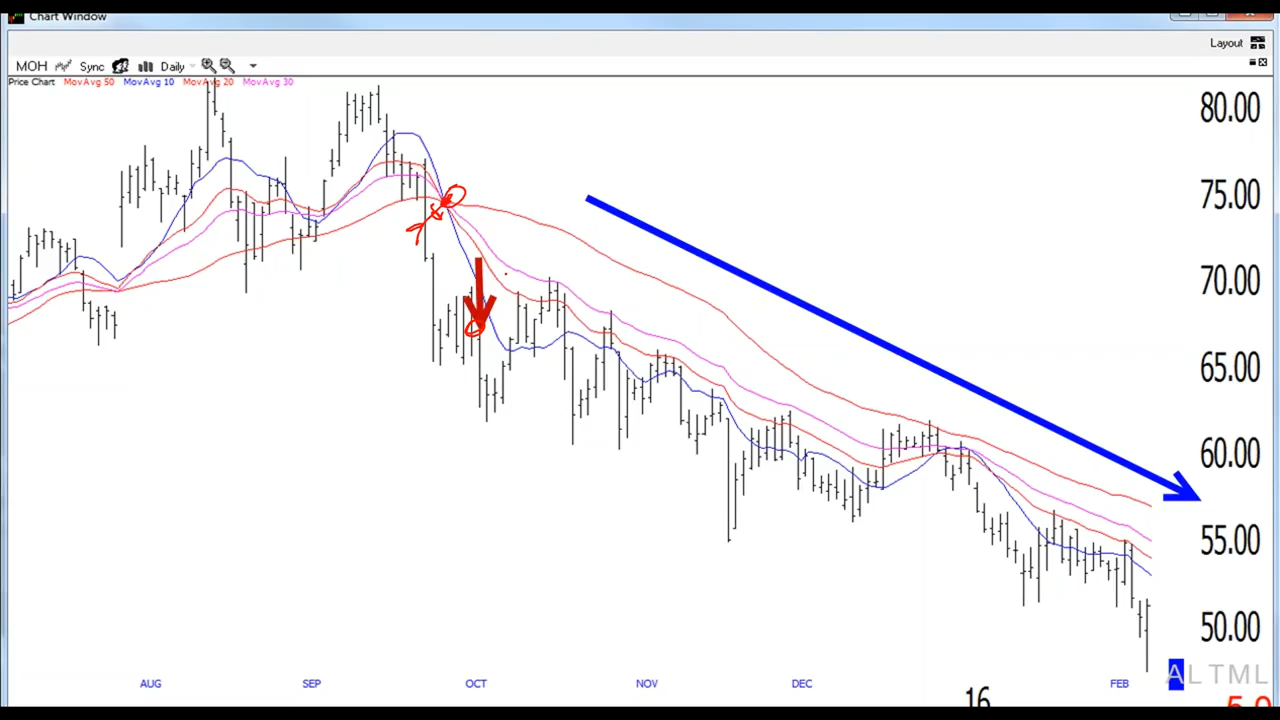 Chart Window
Layout
MOH Sync Daily
Price Chart MovAvg 50 MovAvg 10 MovAvg 20 MovAvg 30
80.00
75.00
70.00
65.00
60.00
55.00
50.00
ALTML
AUG SEP OCT NOV DEC FEB
16